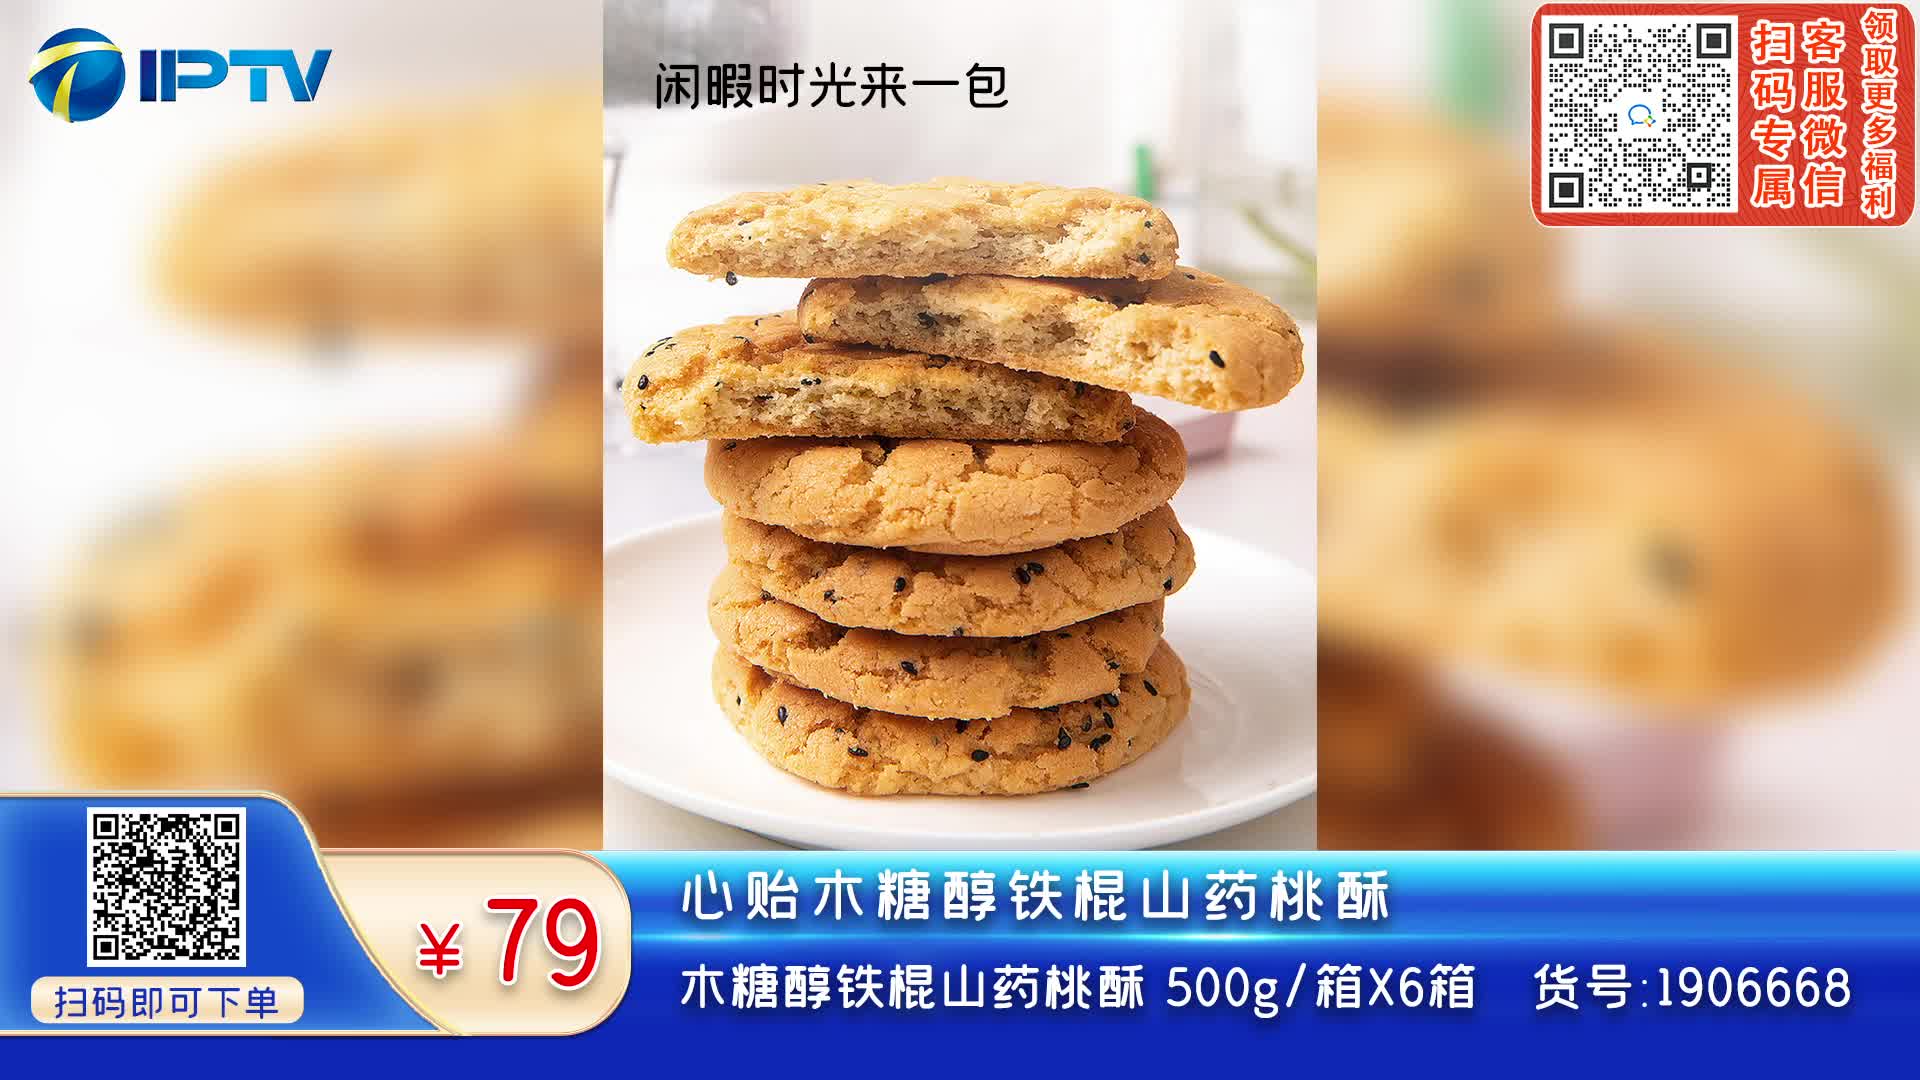 IPTV
闲暇时光来一包
扫码专属
客服微信
领取更多福利
心贻木糖醇铁棍山药桃酥
¥79
木糖醇铁棍山药桃酥 500g/箱X6箱 货号:1906668
扫码即可下单